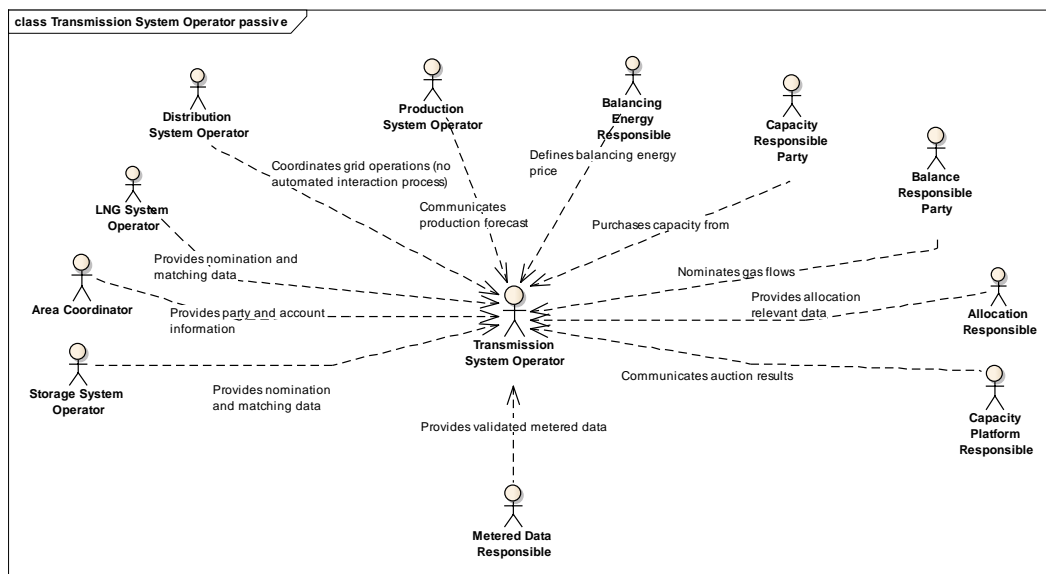 class Transmission System Operator passive
Distribution
System Operator
Production
System Operator
Balancing
Energy
Responsible
Capacity
Responsible
Party
Balance
Responsible
Party
LNG System
Operator
Area Coordinator
Storage System
Operator
Coordinates grid operations (no
automated interaction process)
Communicates
production forecast
Defines balancing energy
price
Purchases capacity from
Nominates gas flows
Provides nomination and
matching data
Provides party and account
information
Provides nomination
and matching data
Transmission
System Operator
Provides allocation
relevant data
Allocation
Responsible
Communicates auction results
Capacity
Platform
Responsible
Provides validated metered data
Metered Data
Responsible